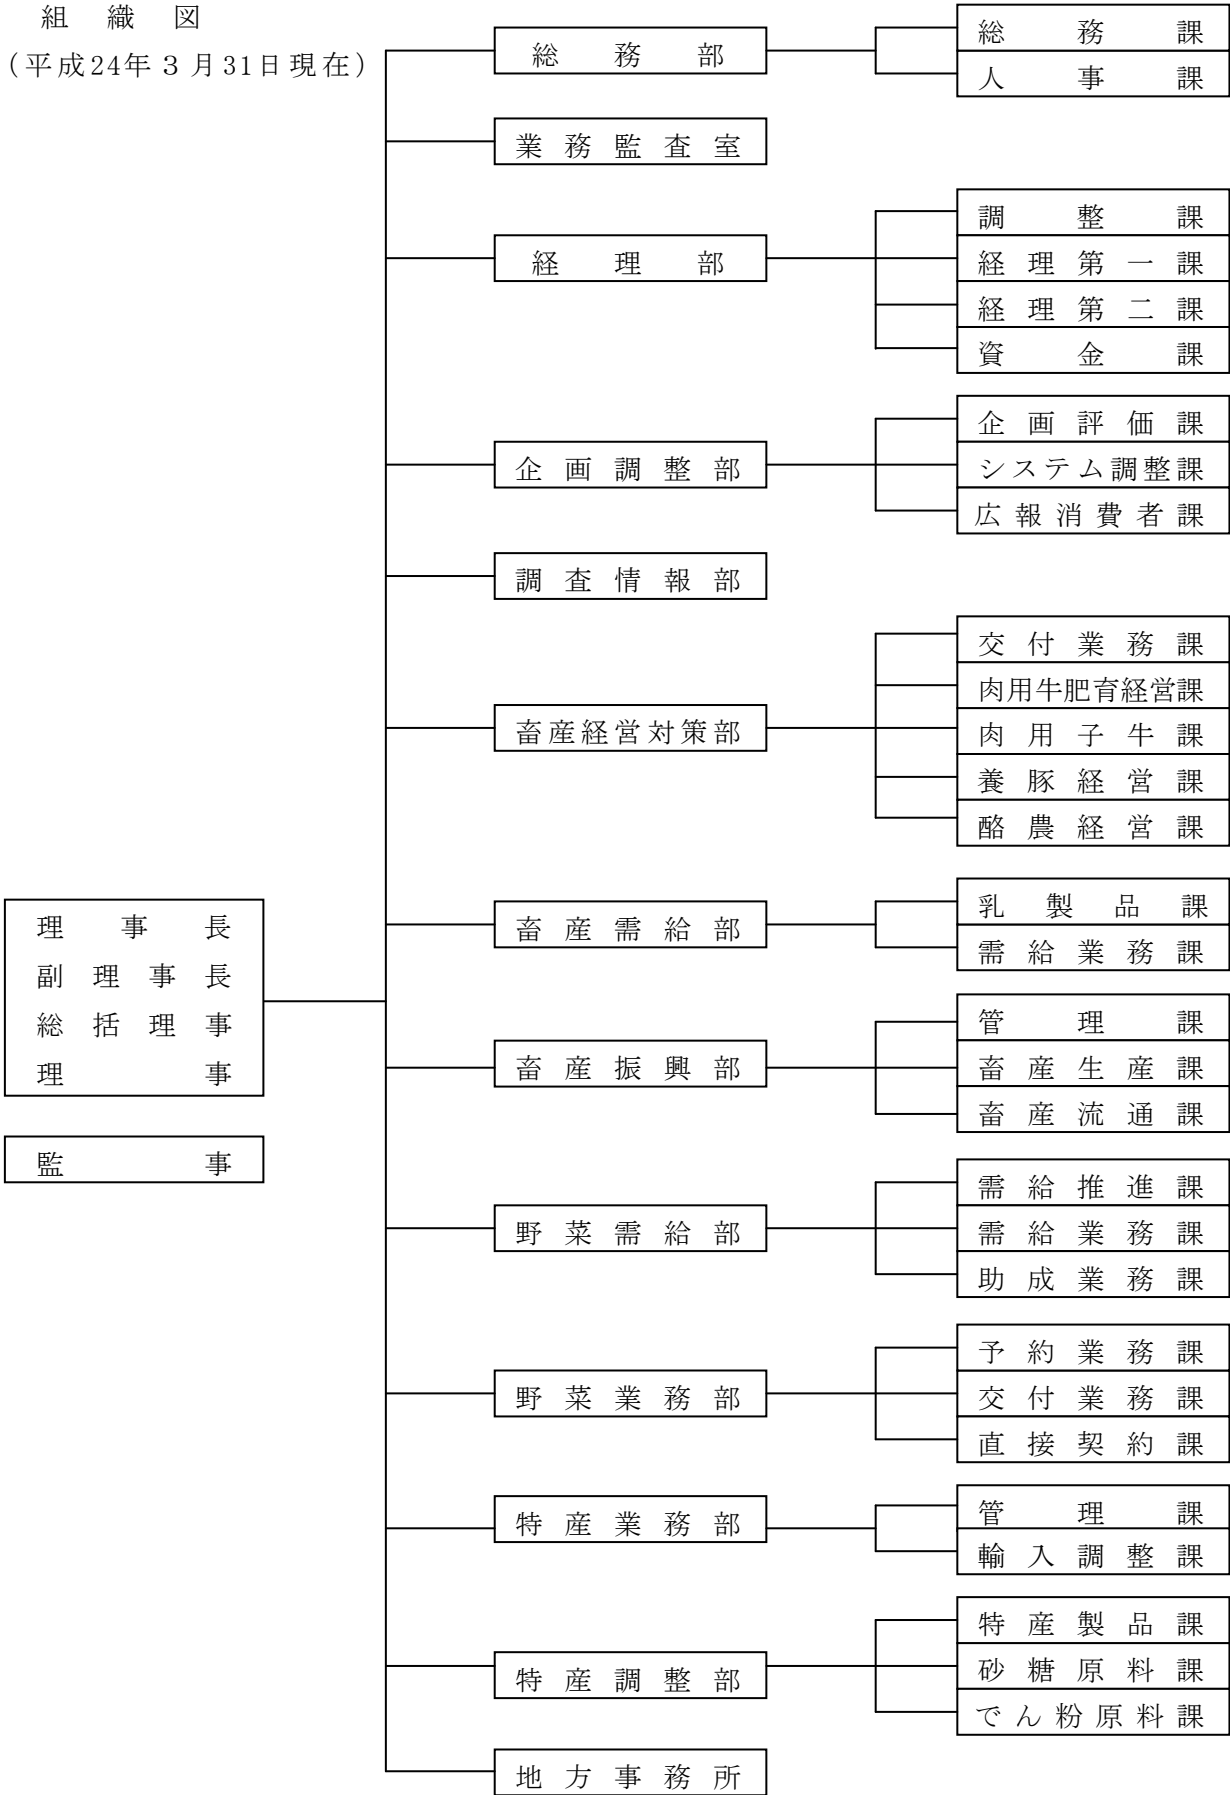 組織図
(平成24年３月31日現在)
理事長
副理事長
総括理事
理事
監事
総務部
総務課
人事課
業務監査室
経理部
調整課
経理第一課
経理第二課
資金課
企画調整部
企画評価課
システム調整課
広報消費者課
調査情報部
畜産経営対策部
交付業務課
肉用牛肥育経営課
肉用子牛課
養豚経営課
酪農経営課
畜産需給部
乳製品課
需給業務課
畜産振興部
管理課
畜産生産課
畜産流通課
野菜需給部
需給推進課
需給業務課
助成業務課
野菜業務部
予約業務課
交付業務課
直接契約課
特産業務部
管理課
輸入調整課
特産調整部
特産製品課
砂糖原料課
でん粉原料課
地方事務所